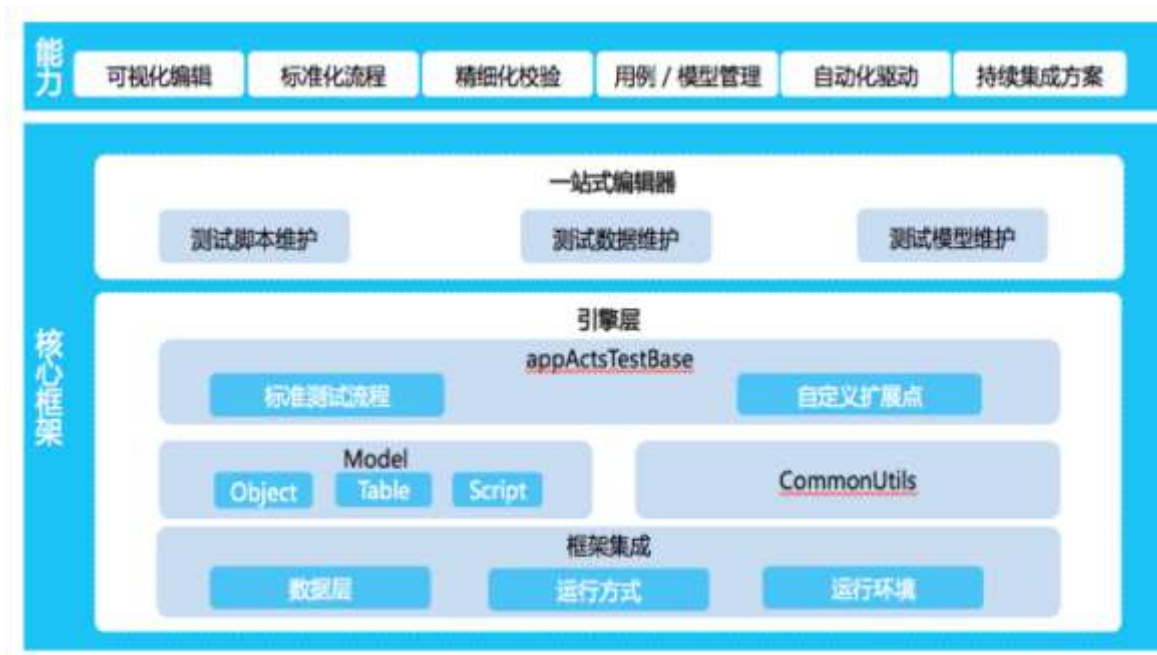 能力
可视化编辑
标准化流程
精细化校验
用例 / 模型管理
自动化驱动
持续集成方案
核心框架
一站式编辑器
测试脚本维护
测试数据维护
测试模型维护
引擎层
appActsTestBase
标准测试流程
自定义扩展点
Model
Object
Table
Script
CommonUtils
框架集成
数据层
运行方式
运行环境